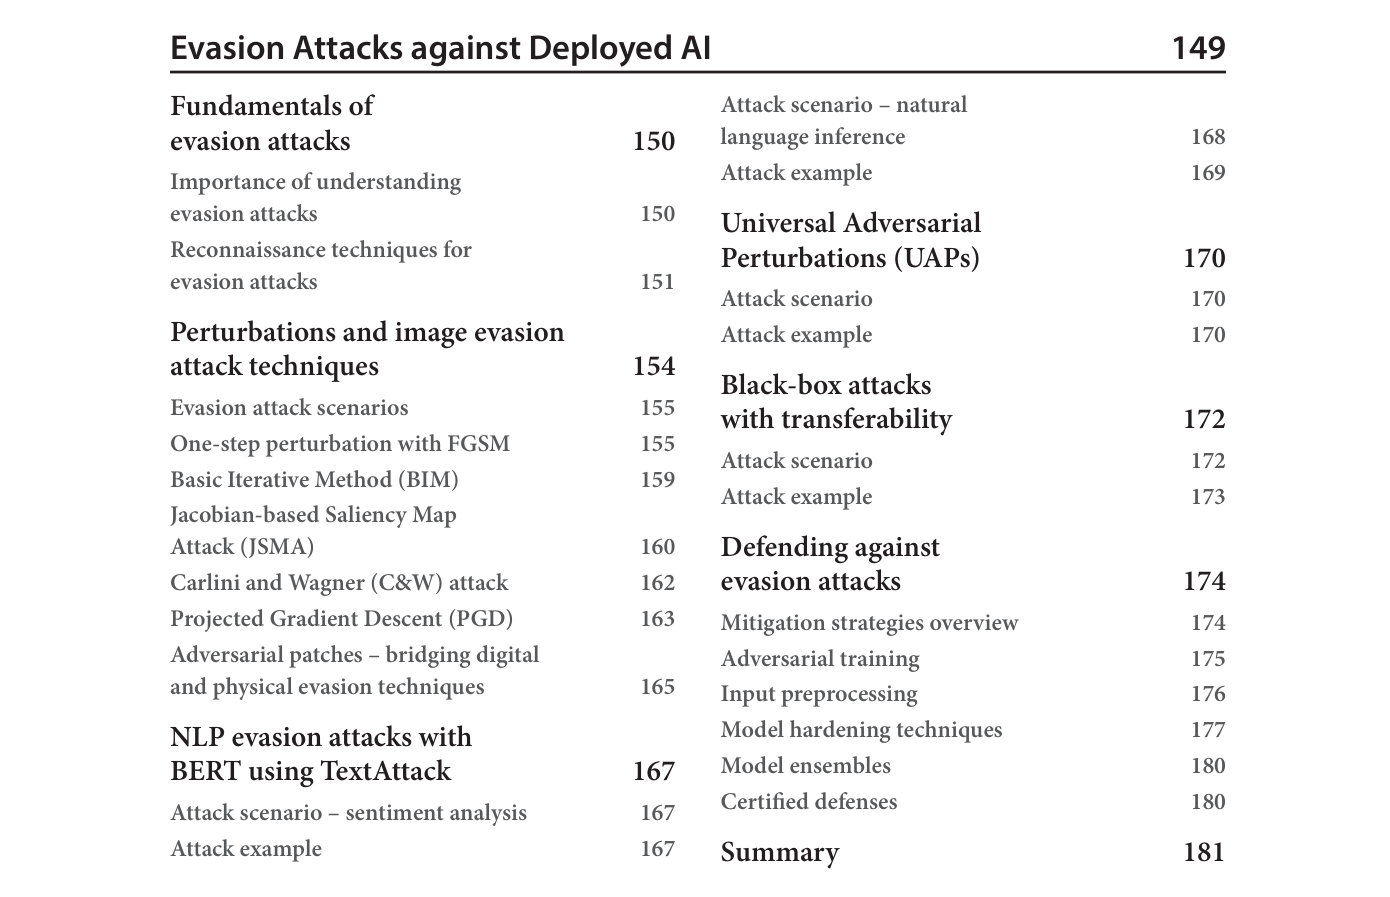 Evasion Attacks against Deployed AI 149
Fundamentals of
evasion attacks 150
Importance of understanding
evasion attacks 150
Reconnaissance techniques for
evasion attacks 151
Perturbations and image evasion
attack techniques 154
Evasion attack scenarios 155
One-step perturbation with FGSM 155
Basic Iterative Method (BIM) 159
Jacobian-based Saliency Map
Attack (JSMA) 160
Carlini and Wagner (C&W) attack 162
Projected Gradient Descent (PGD) 163
Adversarial patches – bridging digital
and physical evasion techniques 165
NLP evasion attacks with
BERT using TextAttack 167
Attack scenario – sentiment analysis 167
Attack example 167
Attack scenario – natural
language inference 168
Attack example 169
Universal Adversarial
Perturbations (UAPs) 170
Attack scenario 170
Attack example 170
Black-box attacks
with transferability 172
Attack scenario 172
Attack example 173
Defending against
evasion attacks 174
Mitigation strategies overview 174
Adversarial training 175
Input preprocessing 176
Model hardening techniques 177
Model ensembles 180
Certified defenses 180
Summary 181